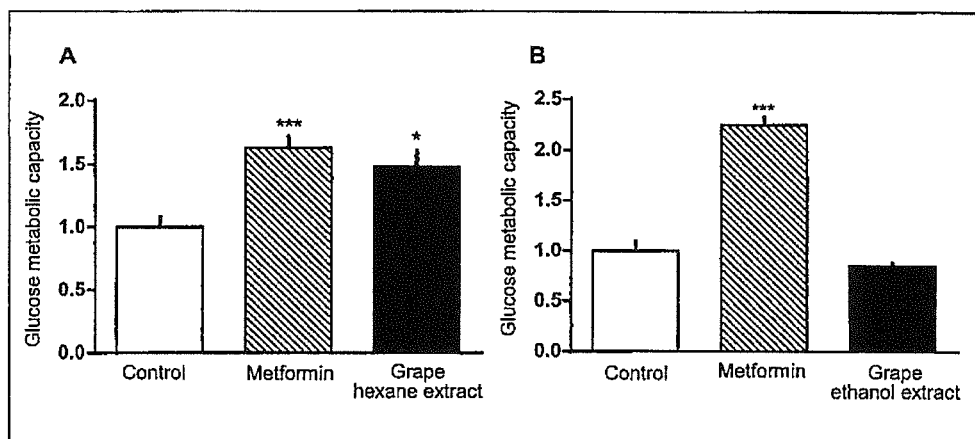 A
Glucose metabolic capacity
2.0
1.5
1.0
0.5
0.0
***
*
Control
Metformin
Grape
hexane extract
B
Glucose metabolic capacity
2.5
2.0
1.5
1.0
0.5
0.0
***
Control
Metformin
Grape
ethanol extract